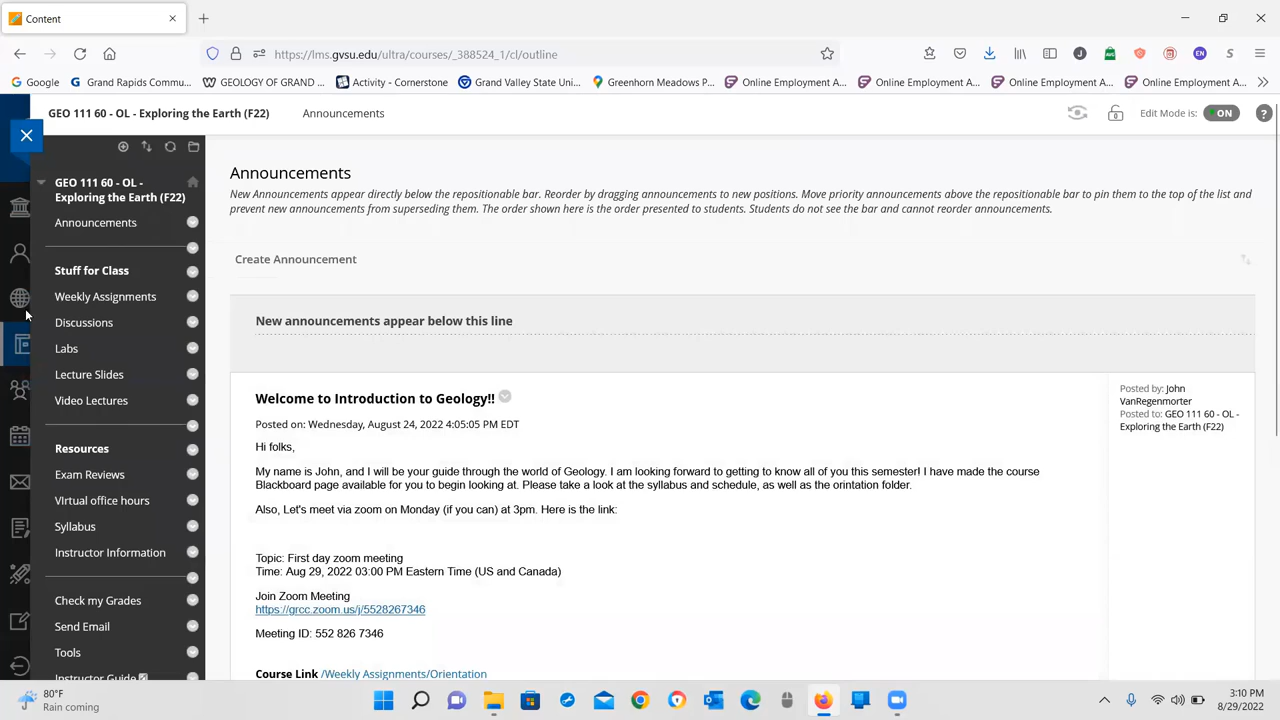 Content
https://lms.gvsu.edu/ultra/courses/_388524_1/cl/outline
Google
Grand Rapids Commu...
GEOLOGY OF GRAND ...
Activity - Cornerstone
Grand Valley State Uni...
Greenhorn Meadows P...
Online Employment A...
Online Employment A...
Online Employment A...
Online Employment A...
GEO 111 60 - OL - Exploring the Earth (F22)
Announcements
Edit Mode is:
ON
GEO 111 60 - OL -
Exploring the Earth (F22)
Announcements
Stuff for Class
Weekly Assignments
Discussions
Labs
Lecture Slides
Video Lectures
Resources
Exam Reviews
VIrtual office hours
Syllabus
Instructor Information
Check my Grades
Send Email
Tools
Instructor Guide
Announcements
New Announcements appear directly below the repositionable bar. Reorder by dragging announcements to new positions. Move priority announcements above the repositionable bar to pin them to the top of the list and
prevent new announcements from superseding them. The order shown here is the order presented to students. Students do not see the bar and cannot reorder announcements.
Create Announcement
New announcements appear below this line
Welcome to Introduction to Geology!!
Posted on: Wednesday, August 24, 2022 4:05:05 PM EDT
Hi folks,
My name is John, and I will be your guide through the world of Geology. I am looking forward to getting to know all of you this semester! I have made the course
Blackboard page available for you to begin looking at. Please take a look at the syllabus and schedule, as well as the orintation folder.
Also, Let's meet via zoom on Monday (if you can) at 3pm. Here is the link:
Topic: First day zoom meeting
Time: Aug 29, 2022 03:00 PM Eastern Time (US and Canada)
Join Zoom Meeting
https://grcc.zoom.us/j/5528267346
Meeting ID: 552 826 7346
Course Link /Weekly Assignments/Orientation
Posted by: John
VanRegenmorter
Posted to: GEO 111 60 - OL -
Exploring the Earth (F22)
80°F
Rain coming
3:10 PM
8/29/2022